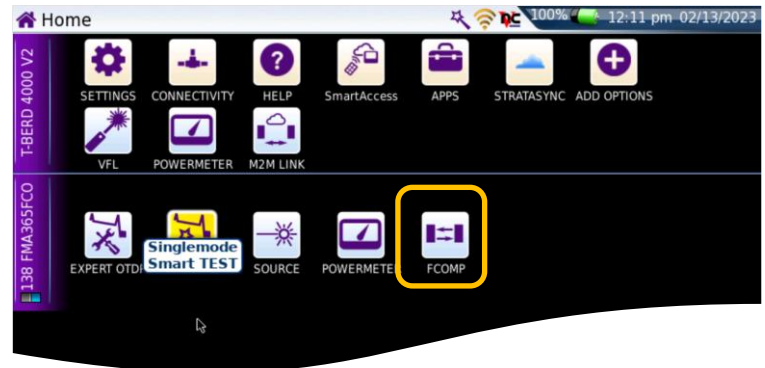 Home
100%
12:11 pm 02/13/2023
T-BERD 4000 V2
SETTINGS
CONNECTIVITY
HELP
SmartAccess
APPS
STRATASYNC
ADD OPTIONS
VFL
POWERMETER
M2M LINK
138 FMA365FCO
EXPERT OTD
Singlemode
Smart TEST
SOURCE
POWERMETE
FCOMP